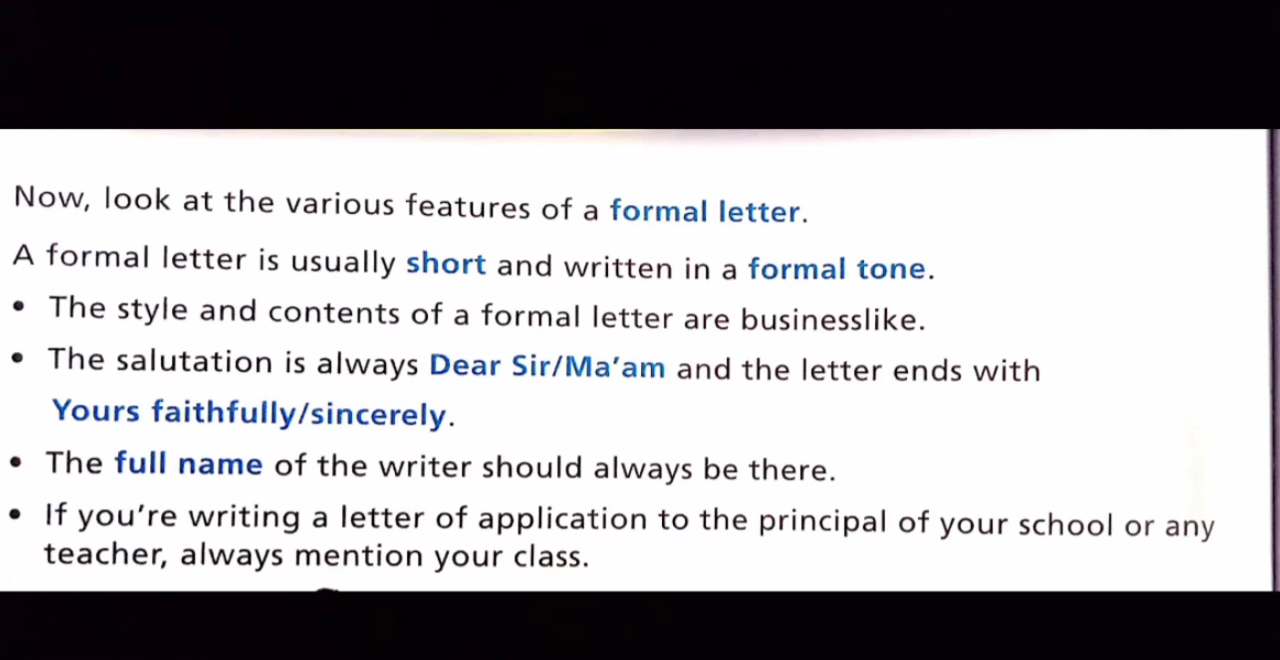 Now, look at the various features of a formal letter.
A formal letter is usually short and written in a formal tone.
• The style and contents of a formal letter are businesslike.
• The salutation is always Dear Sir/Ma’am and the letter ends with
Yours faithfully/sincerely.
• The full name of the writer should always be there.
• If you’re writing a letter of application to the principal of your school or any
teacher, always mention your class.